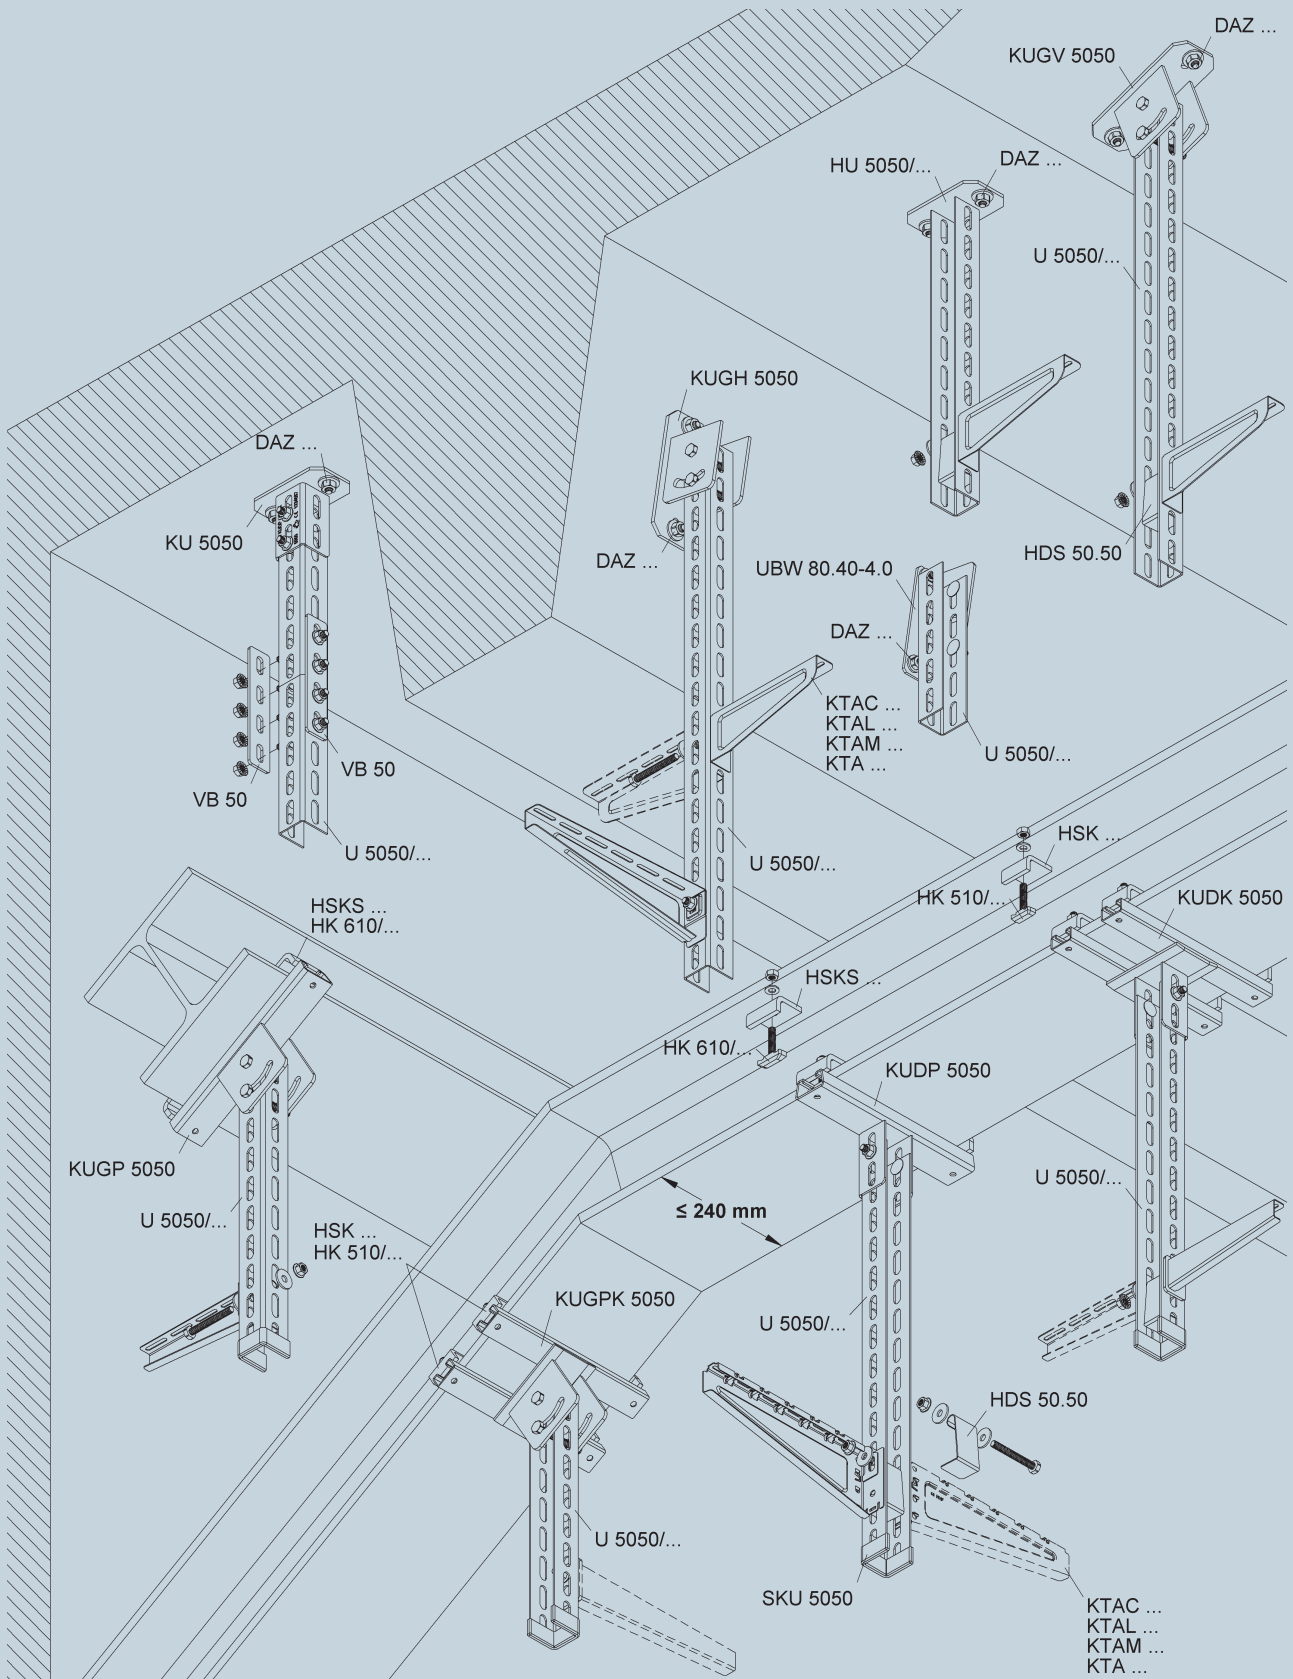 DAZ ...
KUGV 5050
DAZ ...
HU 5050/...
U 5050/...
KUGH 5050
DAZ ...
KU 5050
DAZ ...
HDS 50.50
UBW 80.40-4.0
DAZ ...
KTAC ...
KTAL ...
KTAM ...
KTA ...
U 5050/...
VB 50
VB 50
U 5050/...
U 5050/...
HSK ...
HK 510/...
KUDK 5050
HSKS ...
HK 610/...
HSKS ...
HK 610/...
KUDP 5050
KUGP 5050
U 5050/...
U 5050/...
≤ 240 mm
HSK ...
HK 510/...
KUGPK 5050
U 5050/...
HDS 50.50
U 5050/...
SKU 5050
KTAC ...
KTAL ...
KTAM ...
KTA ...